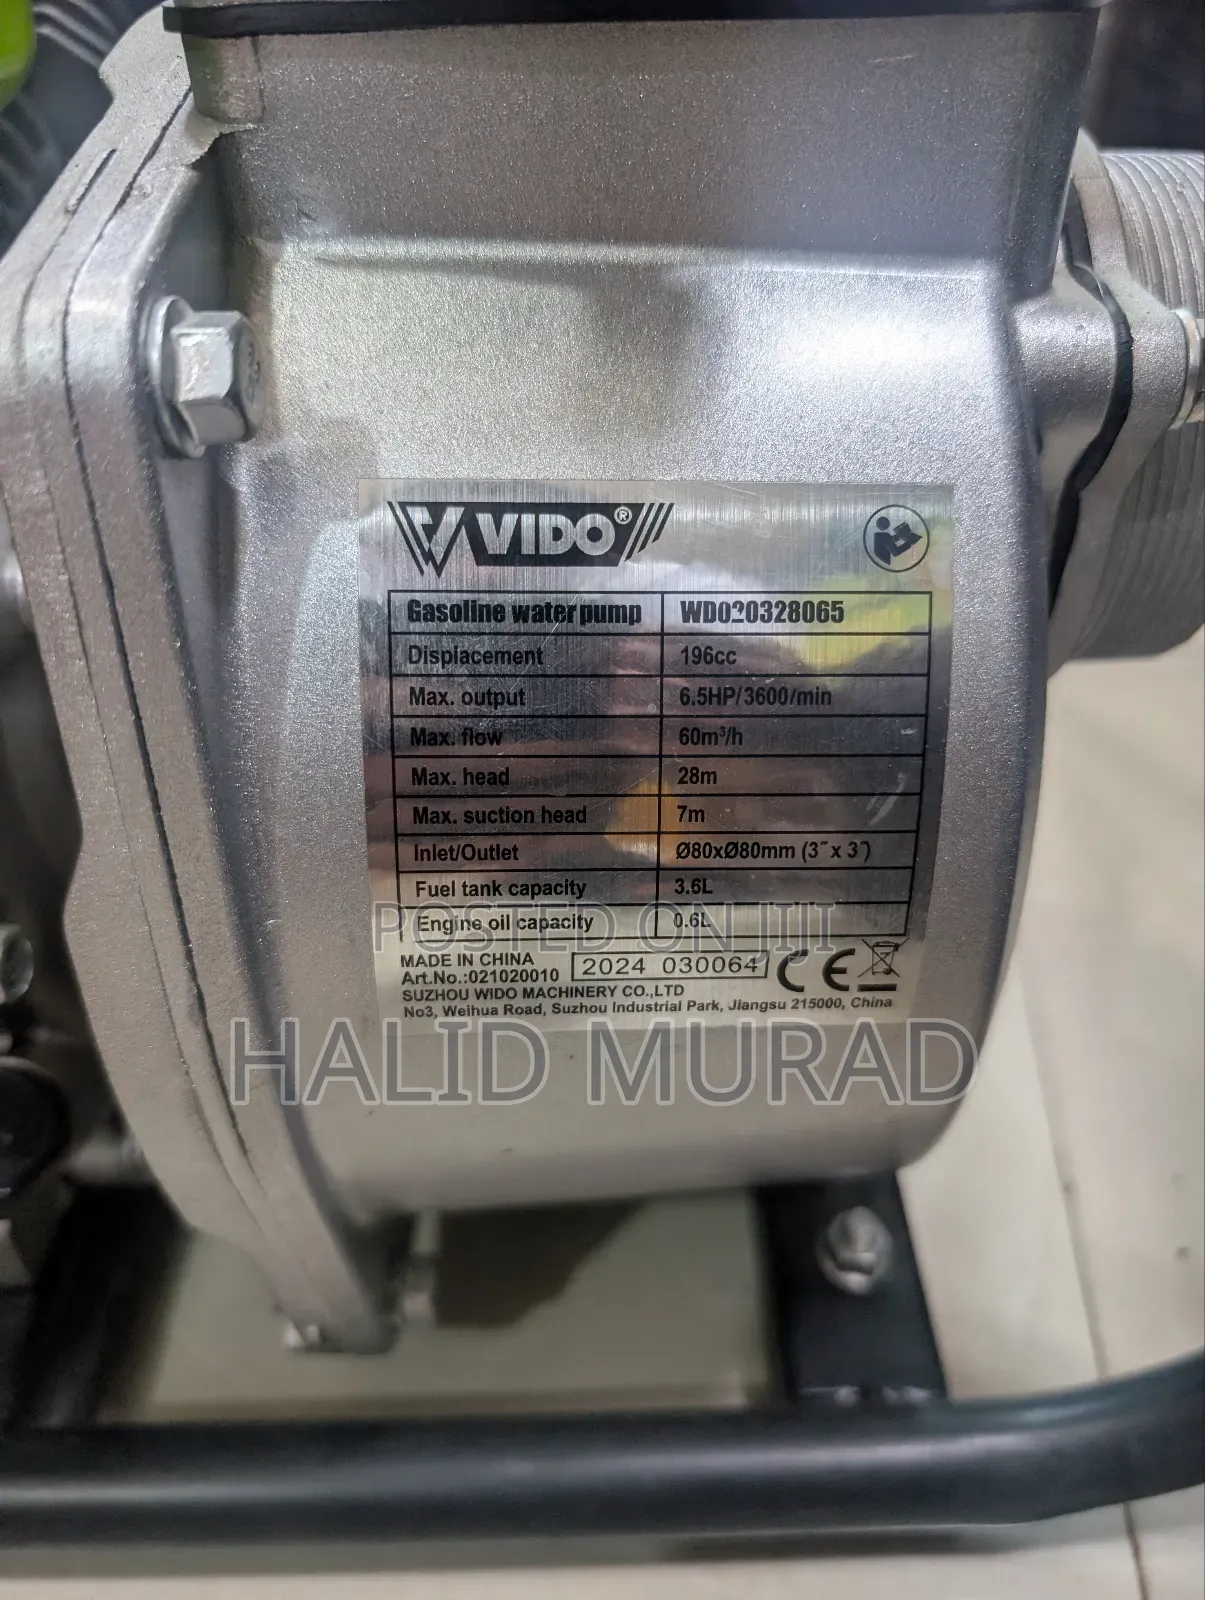 VIDO®
Gasoline water pump WD020328065
Displacement 196cc
Max. output 6.5HP/3600/min
Max. flow 60m³/h
Max. head 28m
Max. suction head 7m
Inlet/Outlet Ø80xØ80mm (3" x 3")
Fuel tank capacity 3.6L
Engine oil capacity 0.6L
POSTED ON JIJI
MADE IN CHINA
Art.No.:021020010 2024 030064 CE
SUZHOU WIDO MACHINERY CO.,LTD
No3, Weihua Road, Suzhou Industrial Park, Jiangsu 215000, China
HALID MURAD